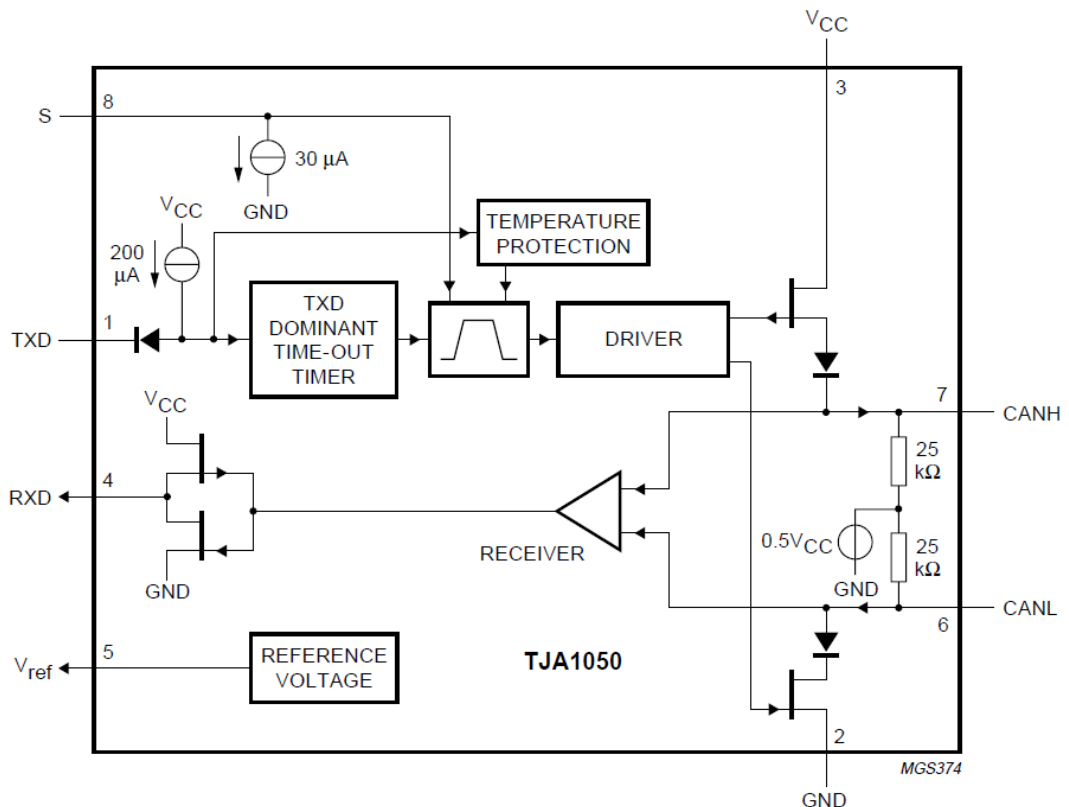 VCC
3
8
S
30 μA
GND
VCC
200
μA
TEMPERATURE
PROTECTION
1
TXD
TXD
DOMINANT
TIME-OUT
TIMER
DRIVER
7
CANH
25
kΩ
VCC
4
RXD
GND
RECEIVER
0.5VCC
GND
25
kΩ
CANL
6
5
Vref
REFERENCE
VOLTAGE
TJA1050
2
GND
MGS374